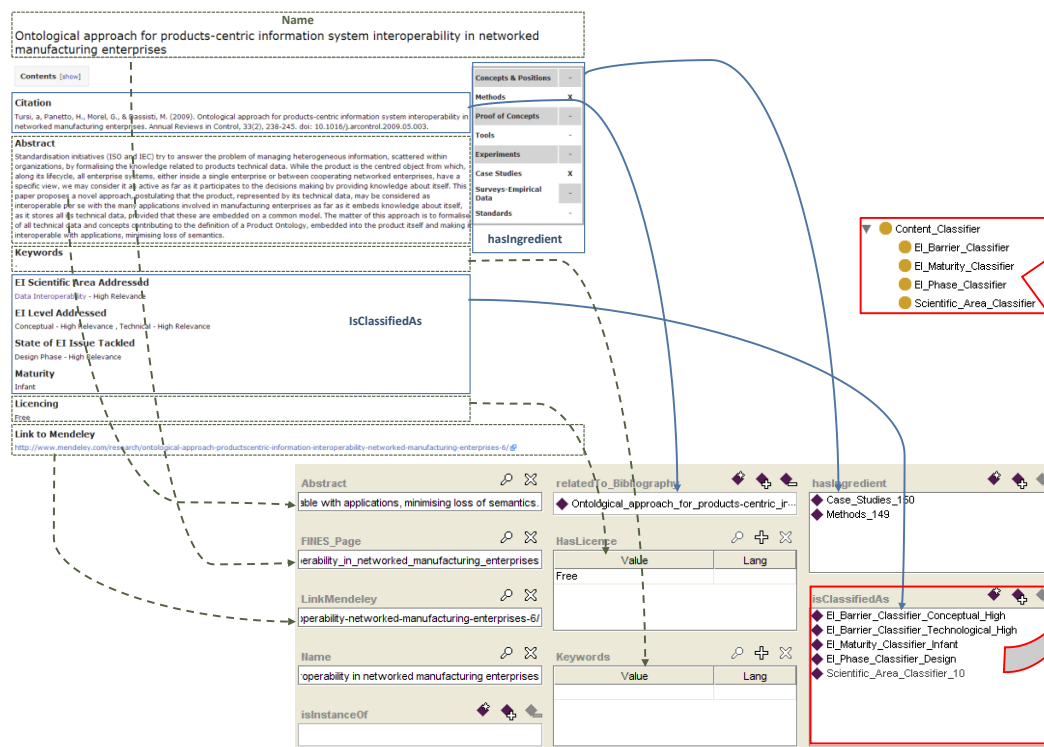 Name
Ontological approach for products-centric information system interoperability in networked
manufacturing enterprises
Contents [show]
Citation
Tursi, a, Panetto, H., Morel, G., & Dassisti, M. (2009). Ontological approach for products-centric information system interoperability in
networked manufacturing enterprises. Annual Reviews in Control, 33(2), 238-245. doi: 10.1016/j.arcontrol.2009.05.003.
Abstract
Standardisation initiatives (ISO and IEC) try to answer the problem of managing heterogeneous information, scattered within
organizations, by formalising the knowledge related to products technical data. While the product is the centred object from which,
along its lifecycle, all enterprise systems, either inside a single enterprise or between cooperating networked enterprises, have a
specific view, we may consider it as active as far as it participates to the decisions making by providing knowledge about itself. This
paper proposes a novel approach, postulating that the product, represented by its technical data, may be considered as
interoperable per se with the many applications involved in manufacturing enterprises as far as it embeds knowledge about itself,
as it stores all its technical data, provided that these are embedded on a common model. The matter of this approach is to formalise
of all technical data and concepts contributing to the definition of a Product Ontology, embedded into the product itself and making i
interoperable with applications, minimising loss of semantics.
Keywords
-
EI Scientific Area Addressed
Data Interoperability - High Relevance
EI Level Addressed
Conceptual - High Relevance , Technical - High Relevance
State of EI Issue Tackled
Design Phase - High Relevance
Maturity
Infant
IsClassifiedAs
Licencing
Free
Link to Mendeley
http://www.mendeley.com/research/ontological-approach-productscentric-information-interoperability-networked-manufacturing-enterprises-6/
Concepts & Positions -
Methods X
Proof of Concepts -
Tools -
Experiments -
Case Studies X
Surveys-Empirical
Data -
Standards -
hasIngredient
Content_Classifier
EI_Barrier_Classifier
EI_Maturity_Classifier
EI_Phase_Classifier
Scientific_Area_Classifier
Abstract
able with applications, minimising loss of semantics.
FINES_Page
erability_in_networked_manufacturing_enterprises
LinkMendeley
operability-networked-manufacturing-enterprises-6/
Name
roperability in networked manufacturing enterprises
isInstanceOf
relatedTo_Bibliography
Ontological_approach_for_products-centric_ir···
HasLicence
Value Lang
Free
Keywords
Value Lang
hasIngredient
Case_Studies_150
Methods_149
isClassifiedAs
EI_Barrier_Classifier_Conceptual_High
EI_Barrier_Classifier_Technological_High
EI_Maturity_Classifier_Infant
EI_Phase_Classifier_Design
Scientific_Area_Classifier_10